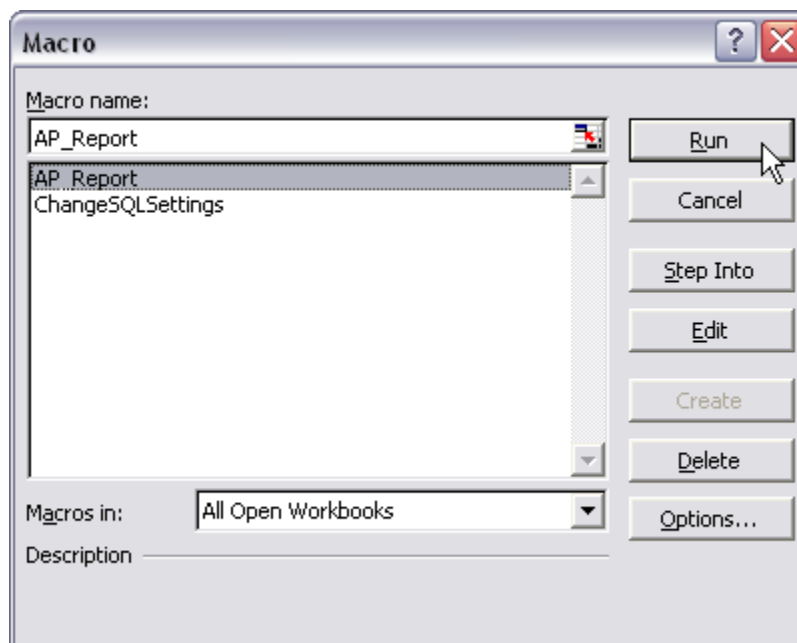 Macro
Macro name:
AP_Report
Run
AP_Report
ChangeSQLSettings
Cancel
Step Into
Edit
Create
Delete
Macros in:
All Open Workbooks
Options...
Description